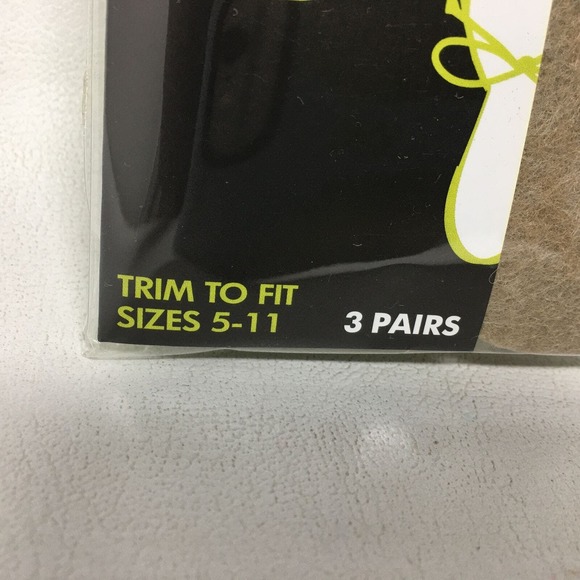 TRIM TO FIT
SIZES 5-11
3 PAIRS